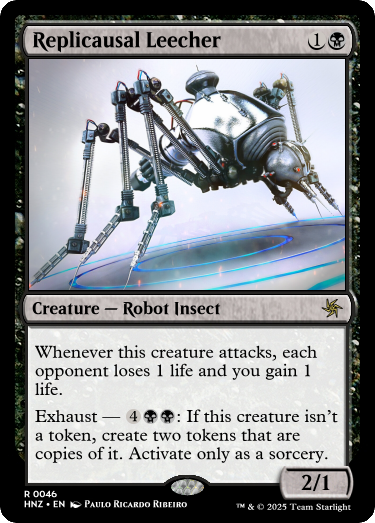 Replicausal Leecher 1
Creature — Robot Insect
Whenever this creature attacks, each
opponent loses 1 life and you gain 1
life.
Exhaust — 4: If this creature isn't
a token, create two tokens that are
copies of it. Activate only as a sorcery.
2/1
R 0046
HNZ • EN Paulo Ricardo Ribeiro
™ & © 2025 Team Starlight